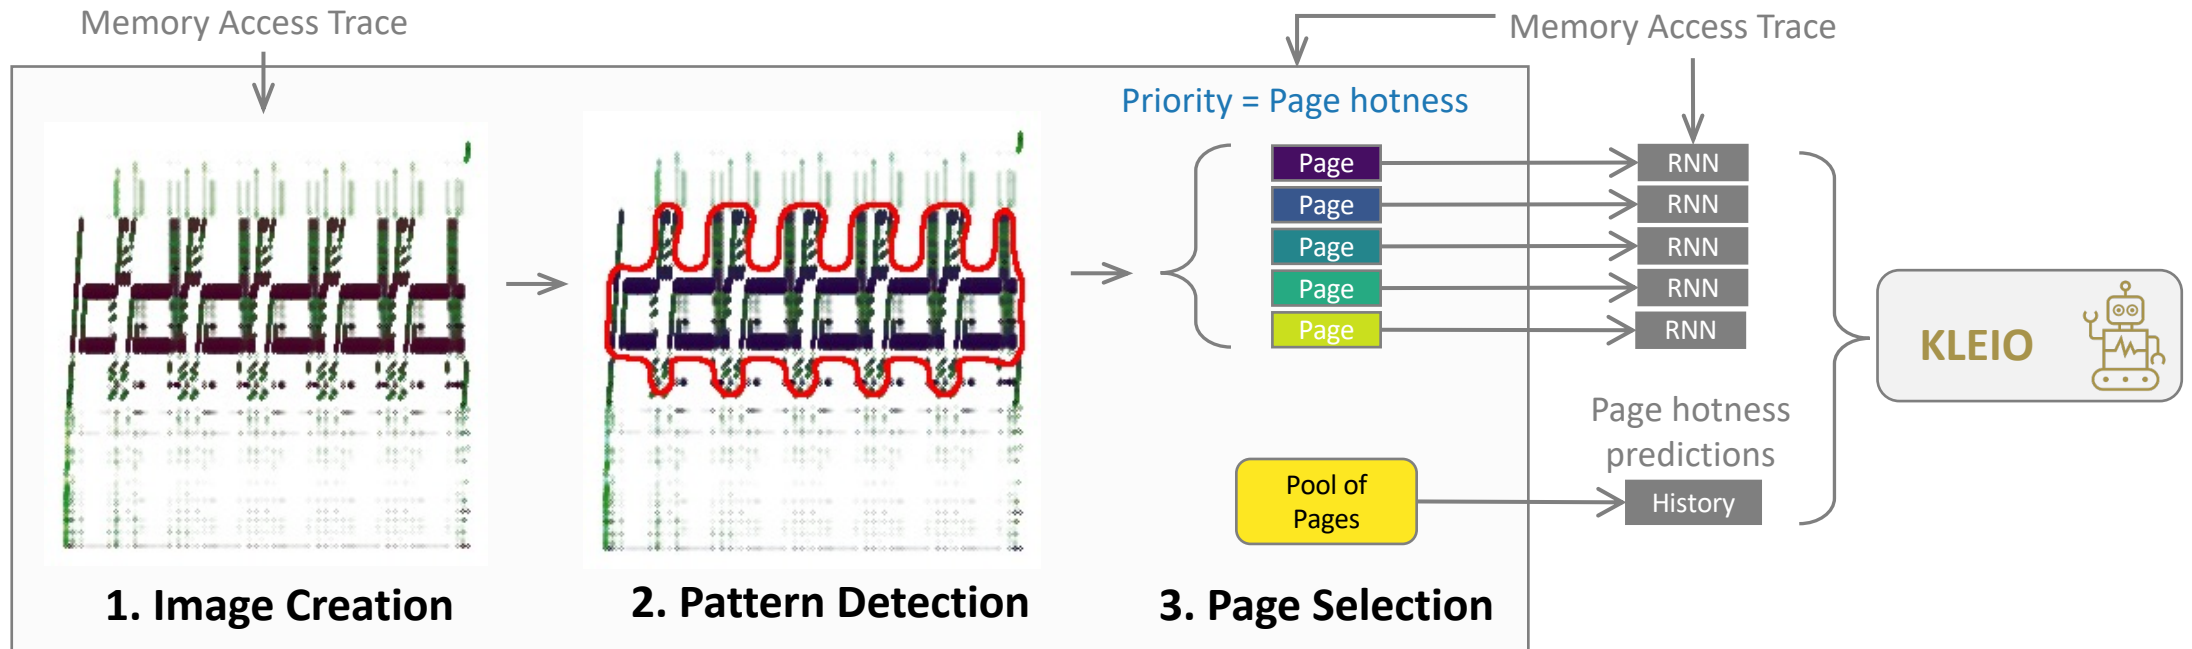 Memory Access Trace
Memory Access Trace
Priority = Page hotness
Page
RNN
Page
RNN
Page
RNN
Page
RNN
Page
RNN
KLEIO
Page hotness
predictions
Pool of
Pages
History
1. Image Creation
2. Pattern Detection
3. Page Selection